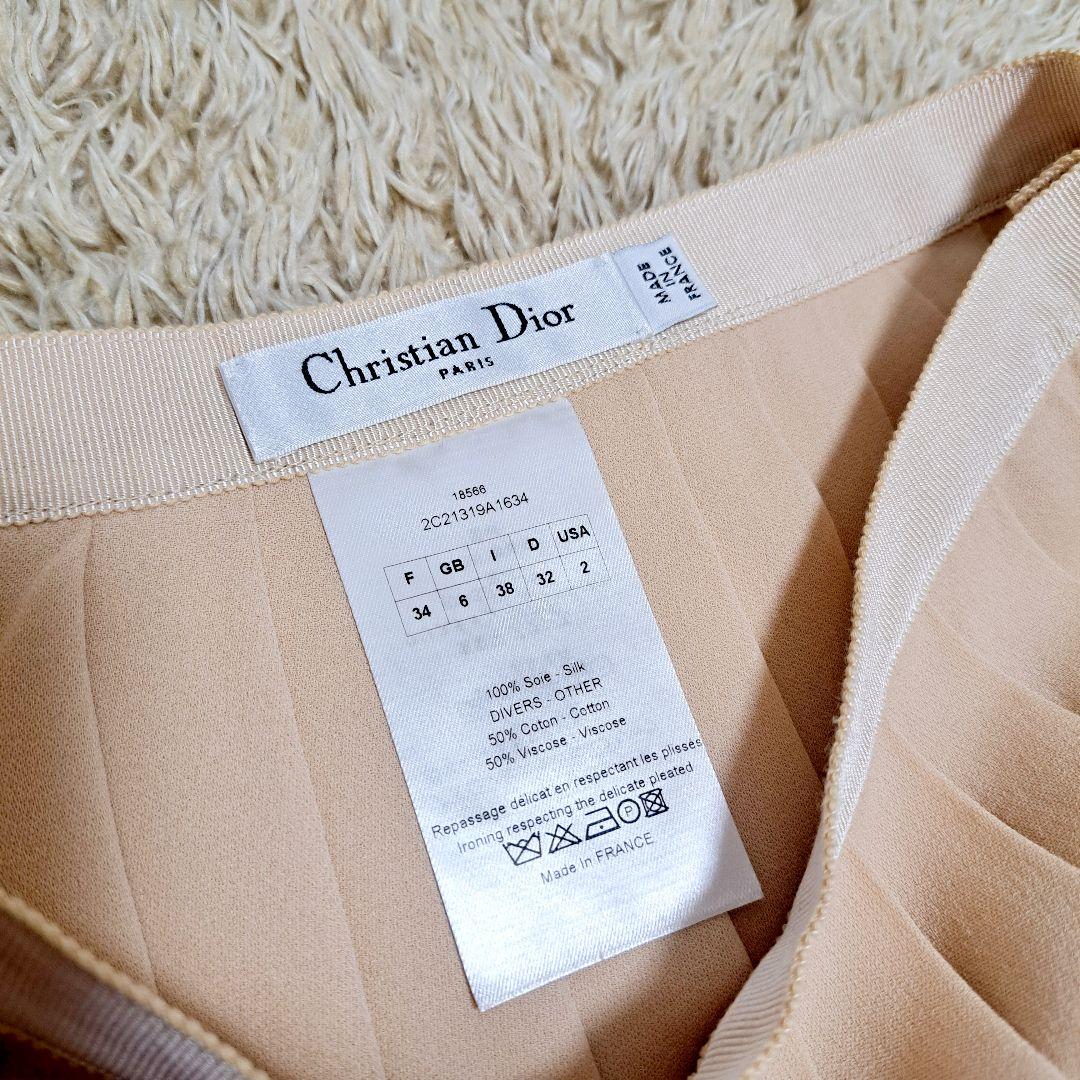 Christian Dior
PARIS
MADE
IN
FRANCE
18566
2C21319A1634
F GB I D USA
34 6 38 32 2
100% Soie - Silk
DIVERS - OTHER
50% Coton - Cotton
50% Viscose - Viscose
Repassage délicat en respectant les plissés
Ironing respecting the delicate pleated
P
Made In FRANCE